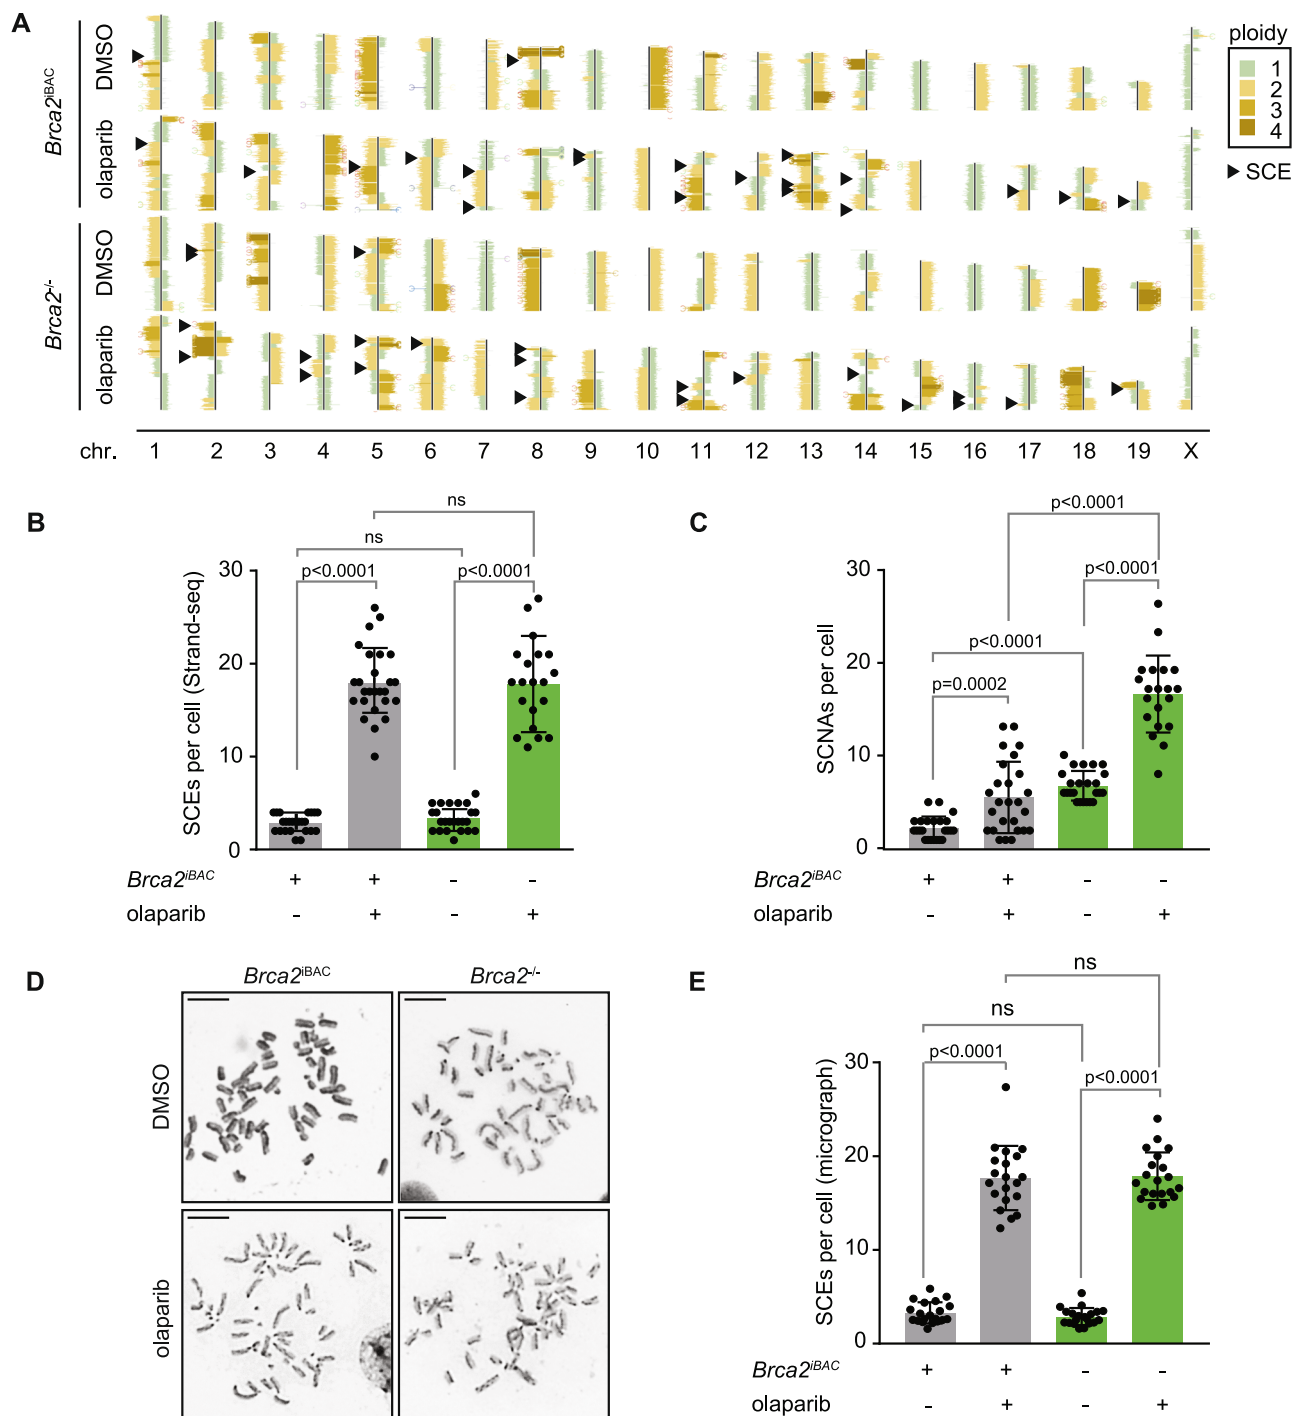 A
Brca2iBAC
DMSO
olaparib
Brca2-/-
DMSO
olaparib
ploidy
1
2
3
4
SCE
chr. 1 2 3 4 5 6 7 8 9 10 11 12 13 14 15 16 17 18 19 X
B
ns
ns
p<0.0001 p<0.0001
SCEs per cell (Strand-seq)
30
20
10
0
Brca2iBAC + + - -
olaparib - + - +
C
p<0.0001
p<0.0001
p<0.0001
p=0.0002
SCNAs per cell
30
20
10
0
Brca2iBAC + + - -
olaparib - + - +
D
Brca2iBAC Brca2-/-
DMSO
olaparib
E
ns
ns
p<0.0001
p<0.0001
SCEs per cell (micrograph)
30
20
10
0
Brca2iBAC + + - -
olaparib - + - +